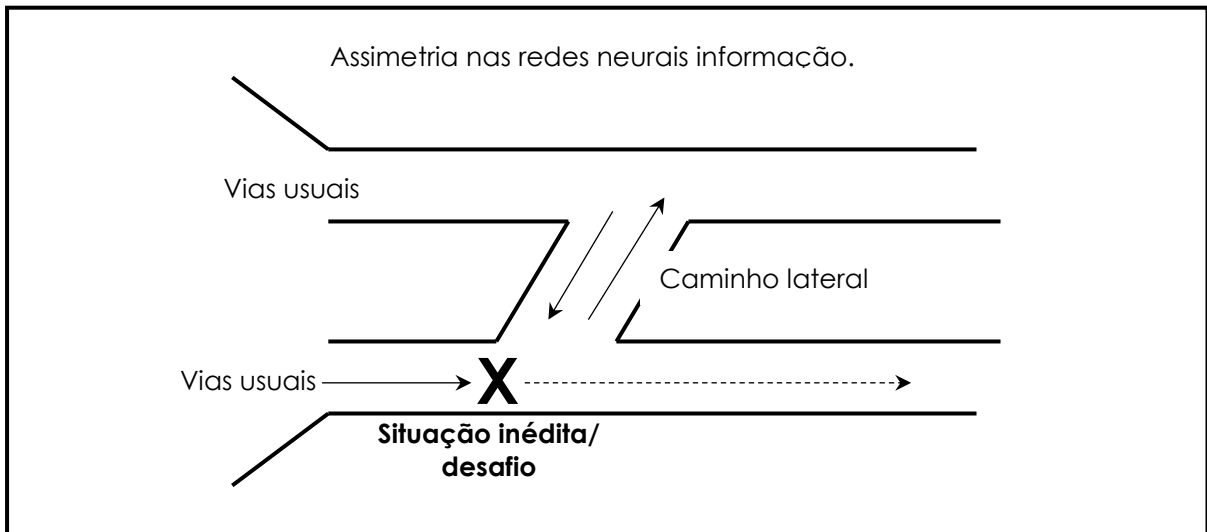 Assimetria nas redes neurais informação.
Vias usuais
Caminho lateral
Vias usuais
X
Situação inédita/
desafio